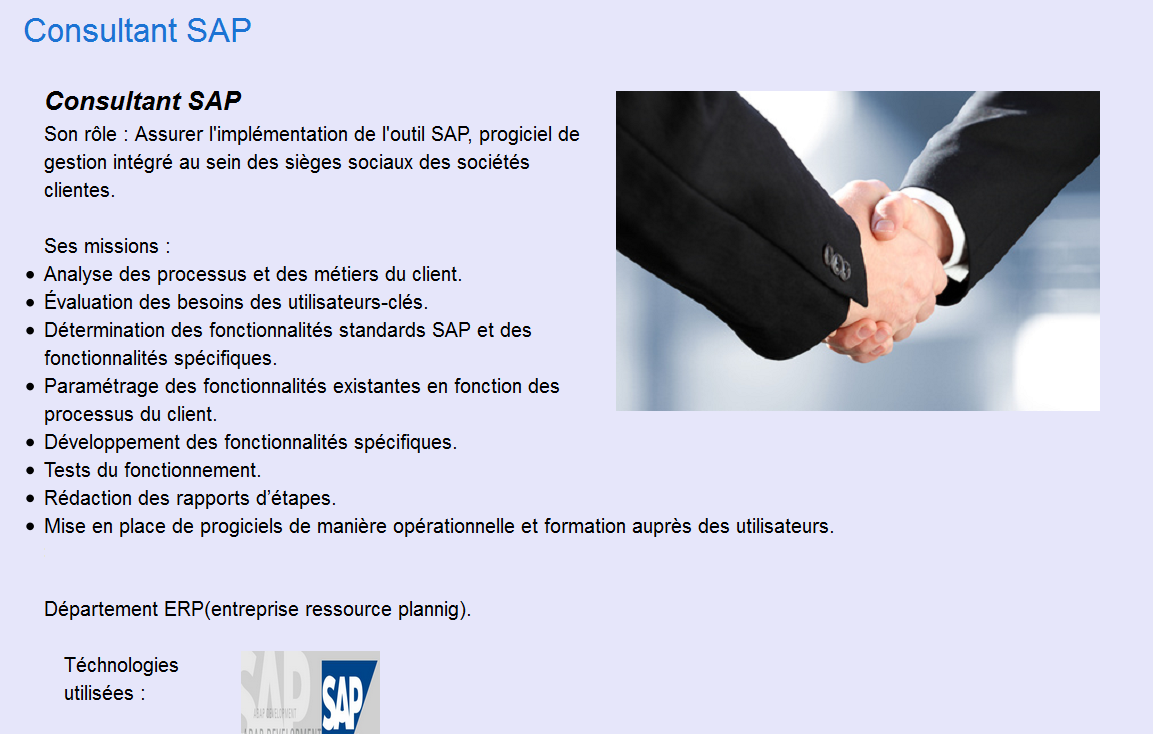 Consultant SAP
Consultant SAP
Son rôle : Assurer l'implémentation de l'outil SAP, progiciel de
gestion intégré au sein des sièges sociaux des sociétés
clientes.
Ses missions :
Analyse des processus et des métiers du client.
Évaluation des besoins des utilisateurs-clés.
Détermination des fonctionnalités standards SAP et des
fonctionnalités spécifiques.
Paramétrage des fonctionnalités existantes en fonction des
processus du client.
Développement des fonctionnalités spécifiques.
Tests du fonctionnement.
Rédaction des rapports d’étapes.
Mise en place de progiciels de manière opérationnelle et formation auprès des utilisateurs.
Département ERP(entreprise ressource plannig).
Téchnologies
utilisées :
SAP
SAP
ABAP DEVELOPMENT
ABAP DEVELOPMENT